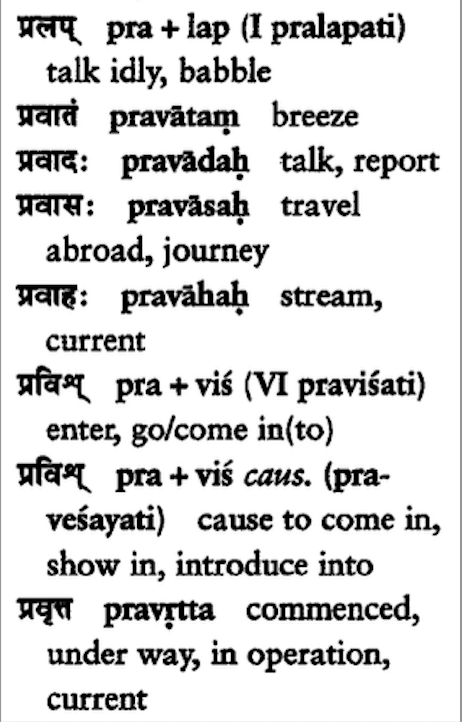 प्रलप् pra + lap (I pralapati)
talk idly, babble
प्रवातं pravātaṃ breeze
प्रवादः pravādaḥ talk, report
प्रवासः pravāsaḥ travel
abroad, journey
प्रवाहः pravāhaḥ stream,
current
प्रविश् pra + viś (VI praviśati)
enter, go/come in(to)
प्रविश् pra + viś caus. (pra-
veśayati) cause to come in,
show in, introduce into
प्रवृत्त pravṛtta commenced,
under way, in operation,
current